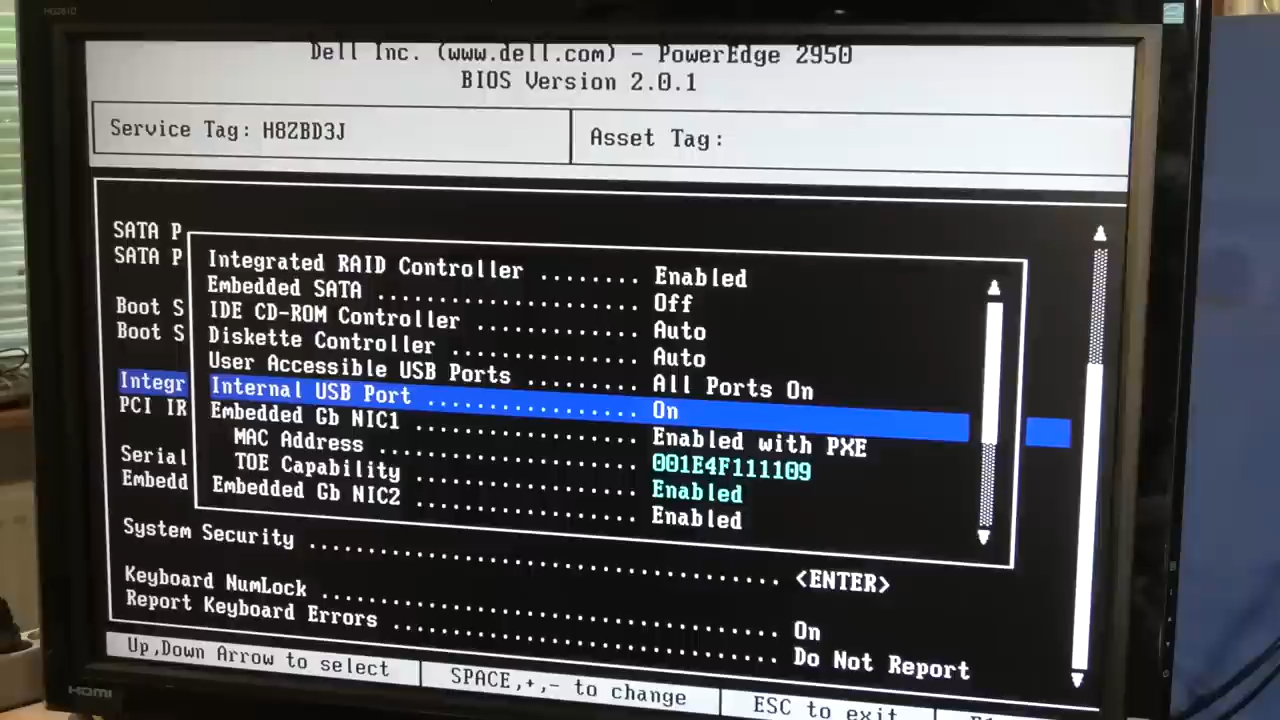 Dell Inc. (www.dell.com) - PowerEdge 2950
BIOS Version 2.0.1
Service Tag: H8ZBD3J
Asset Tag:
SATA P
SATA P
Boot S
Boot S
Integr
PCI IR
Serial
Embedd
Integrated RAID Controller ........ Enabled
Embedded SATA ...................... Off
IDE CD-ROM Controller ............. Auto
Diskette Controller ............... Auto
User Accessible USB Ports ......... All Ports On
Internal USB Port .................. On
Embedded Gb NIC1 ................... Enabled with PXE
MAC Address ....................... 001E4F111109
TOE Capability .................... Enabled
Embedded Gb NIC2 ................... Enabled
System Security ........................................ <ENTER>
Keyboard NumLock ....................................... On
Report Keyboard Errors ................................. Do Not Report
Up,Down Arrow to select
SPACE,+,- to change
ESC to exit
HDMI